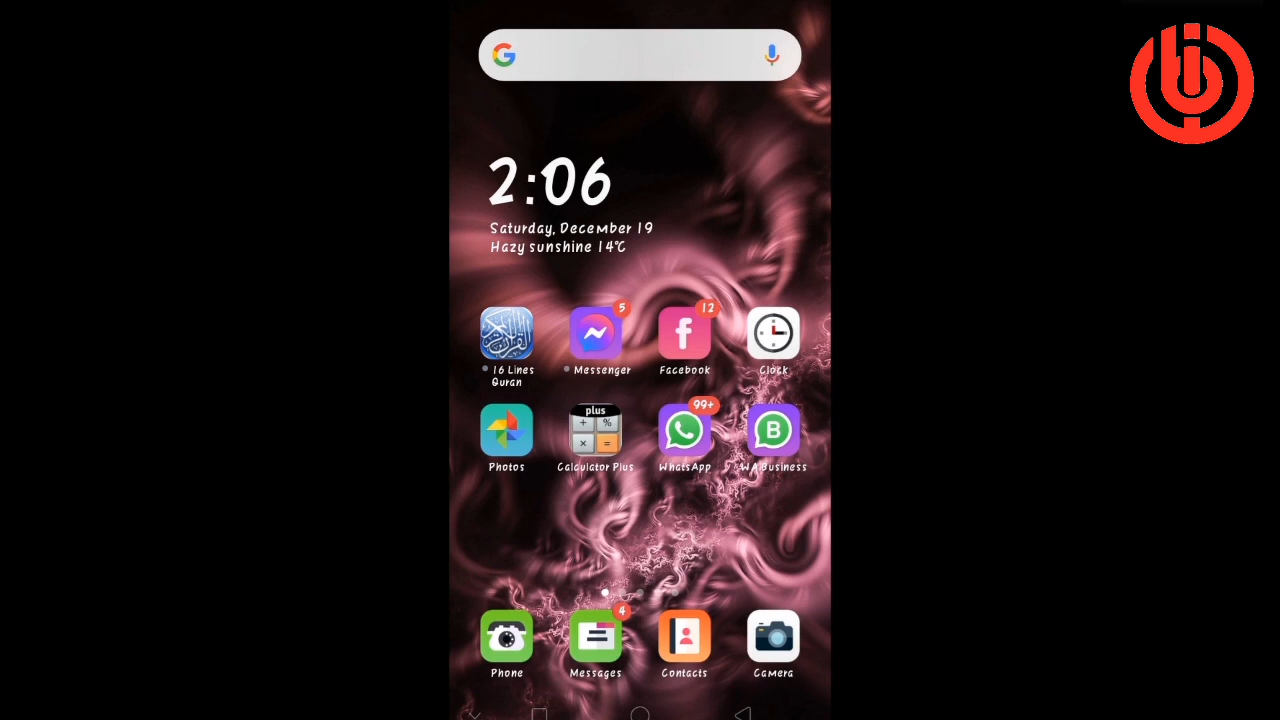 2:06
Saturday, December 19
Hazy sunshine 14°C
5
12
16 Lines
Quran
Messenger
Facebook
Clock
plus
+ %
× =
99+
B
Photos
Calculator Plus
WhatsApp
WA Business
4
Phone
Messages
Contacts
Camera